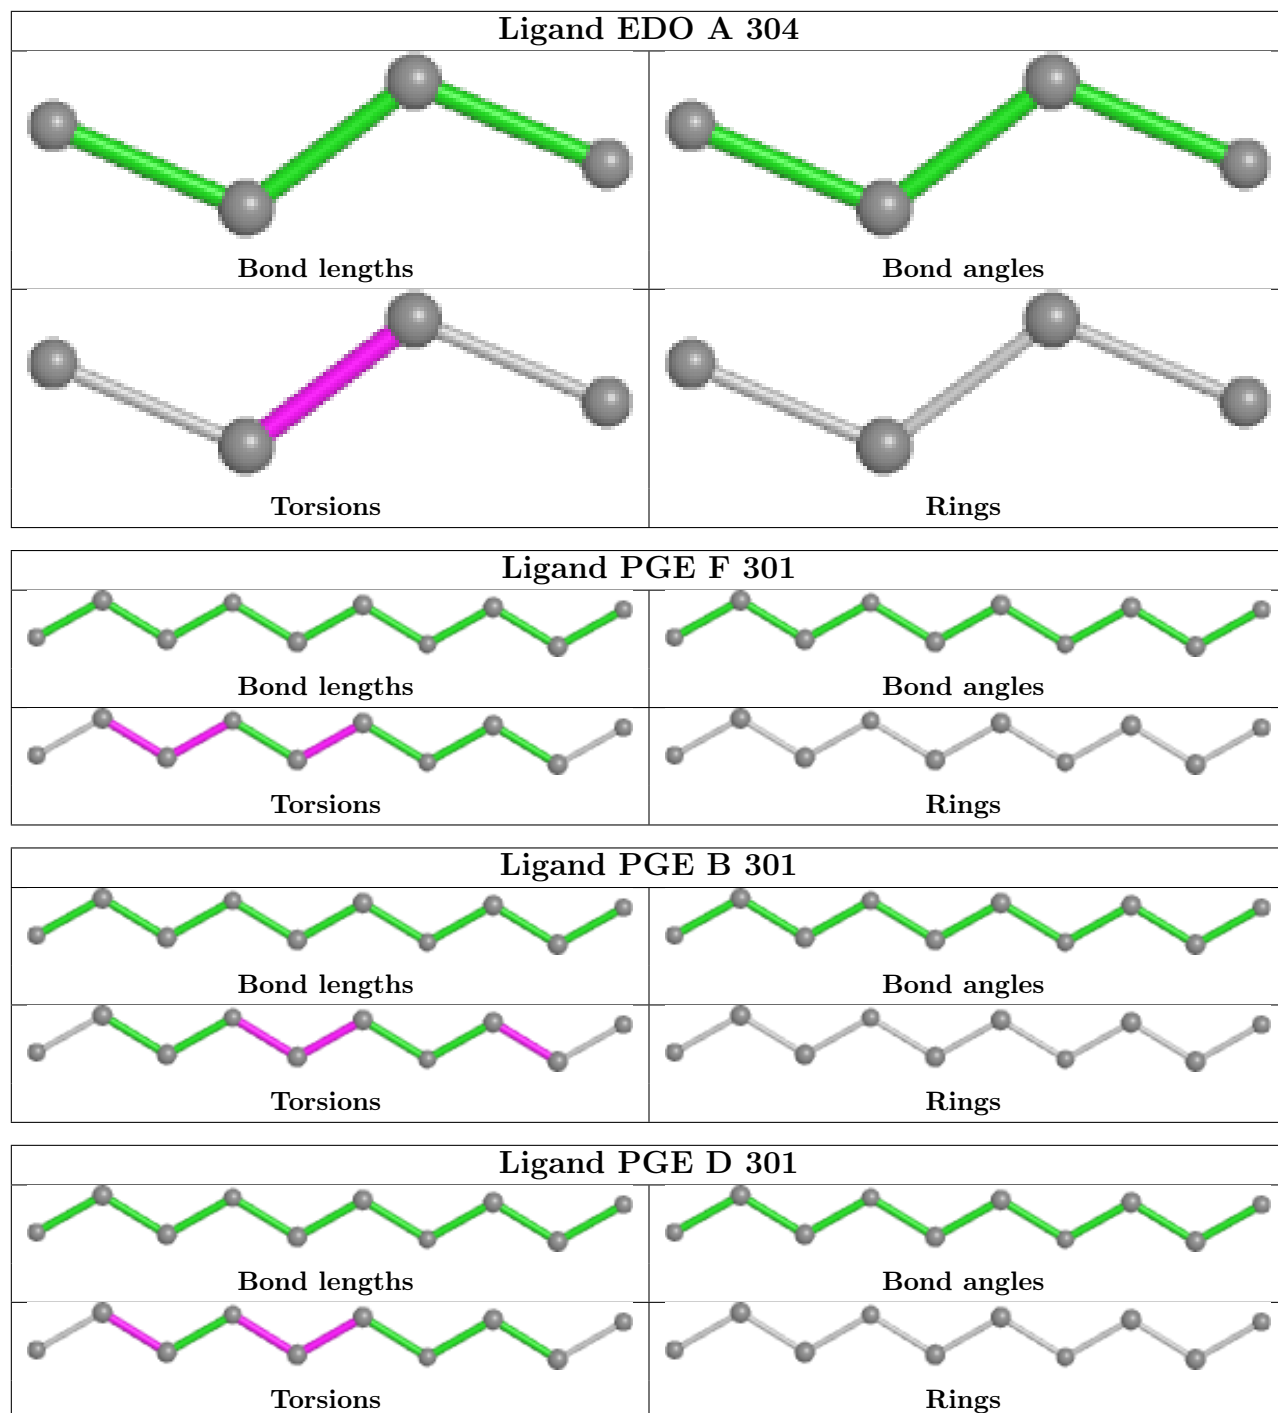 Ligand EDO A 304
Bond lengths
Bond angles
Torsions
Rings
Ligand PGE F 301
Bond lengths
Bond angles
Torsions
Rings
Ligand PGE B 301
Bond lengths
Bond angles
Torsions
Rings
Ligand PGE D 301
Bond lengths
Bond angles
Torsions
Rings